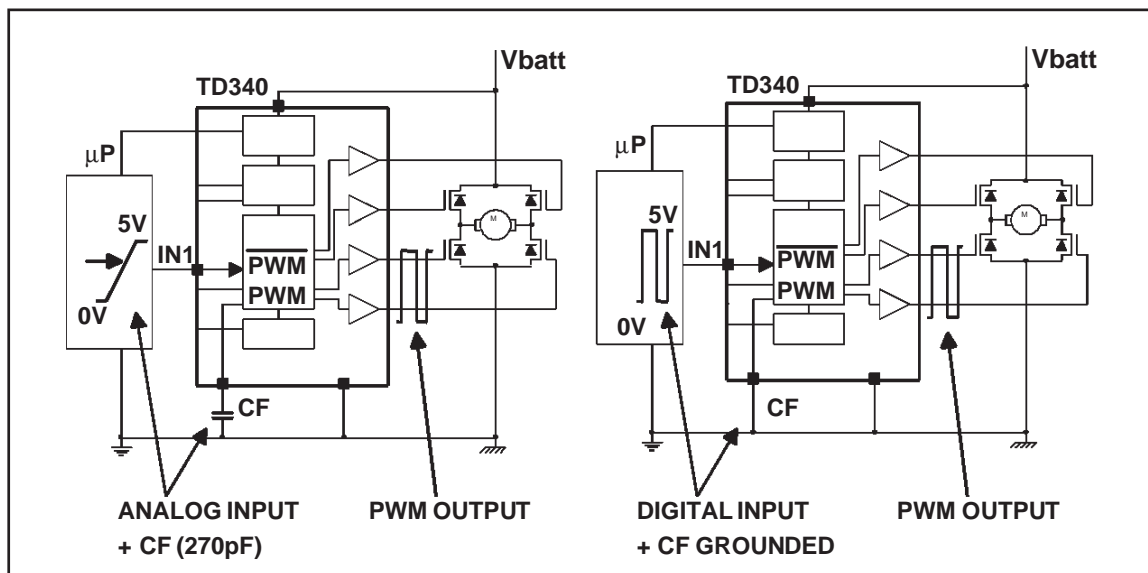 Vbatt
TD340
μP
5V
IN1
0V
PWM
PWM
M
CF
ANALOG INPUT
+ CF (270pF)
PWM OUTPUT
Vbatt
TD340
μP
5V
IN1
0V
PWM
PWM
M
CF
DIGITAL INPUT
+ CF GROUNDED
PWM OUTPUT